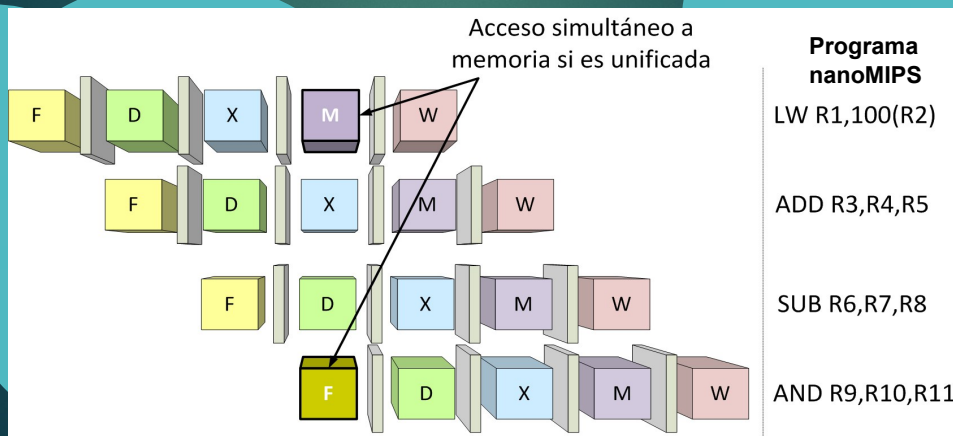 Acceso simultáneo a
memoria si es unificada
Programa
nanoMIPS
F D X M W
LW R1,100(R2)
F D X M W
ADD R3,R4,R5
F D X M W
SUB R6,R7,R8
F D X M W
AND R9,R10,R11